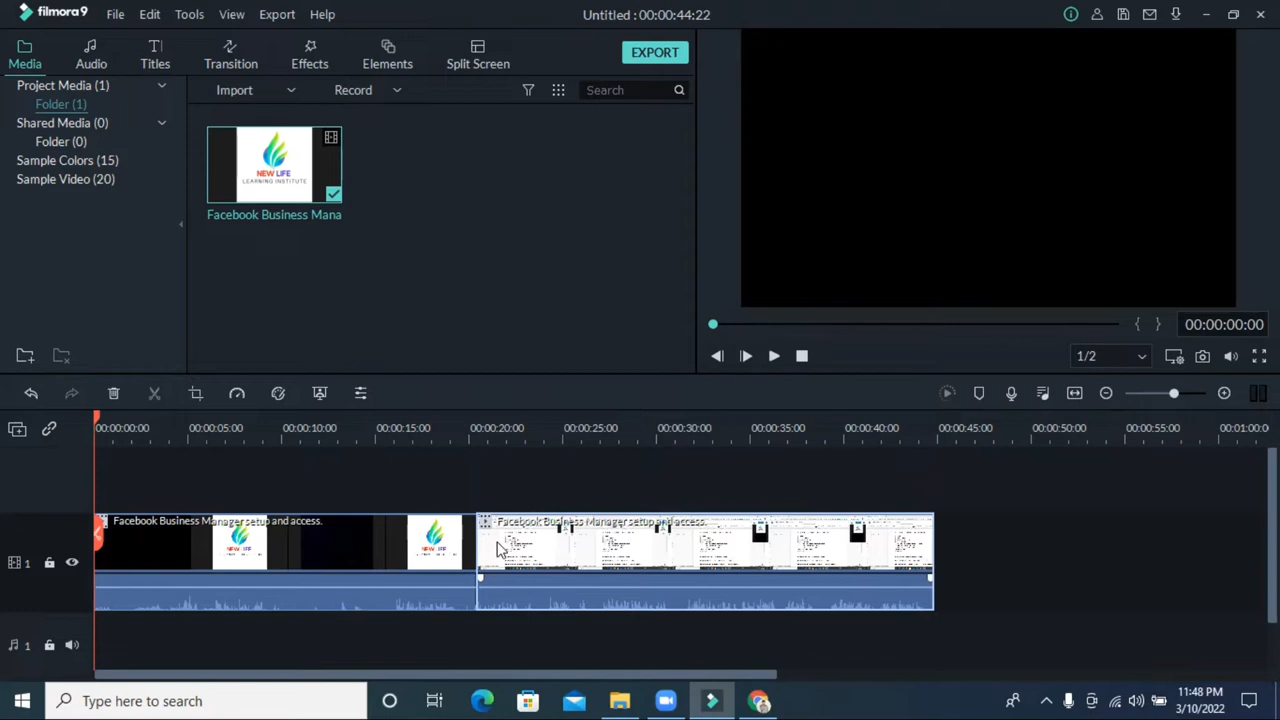 filmora9 File Edit Tools View Export Help Untitled : 00:00:44:22
Media Audio Titles Transition Effects Elements Split Screen EXPORT
Project Media (1)
Folder (1)
Shared Media (0)
Folder (0)
Sample Colors (15)
Sample Video (20)
Import Record Search
NEW LIFE
LEARNING INSTITUTE
Facebook Business Mana
00:00:00:00
1/2
00:00:00:00 00:00:05:00 00:00:10:00 00:00:15:00 00:00:20:00 00:00:25:00 00:00:30:00 00:00:35:00 00:00:40:00 00:00:45:00 00:00:50:00 00:00:55:00 00:01:00:0
Facebook Business Manager setup and access. Facebook Business Manager setup and access.
1
1
Type here to search
11:48 PM
3/10/2022